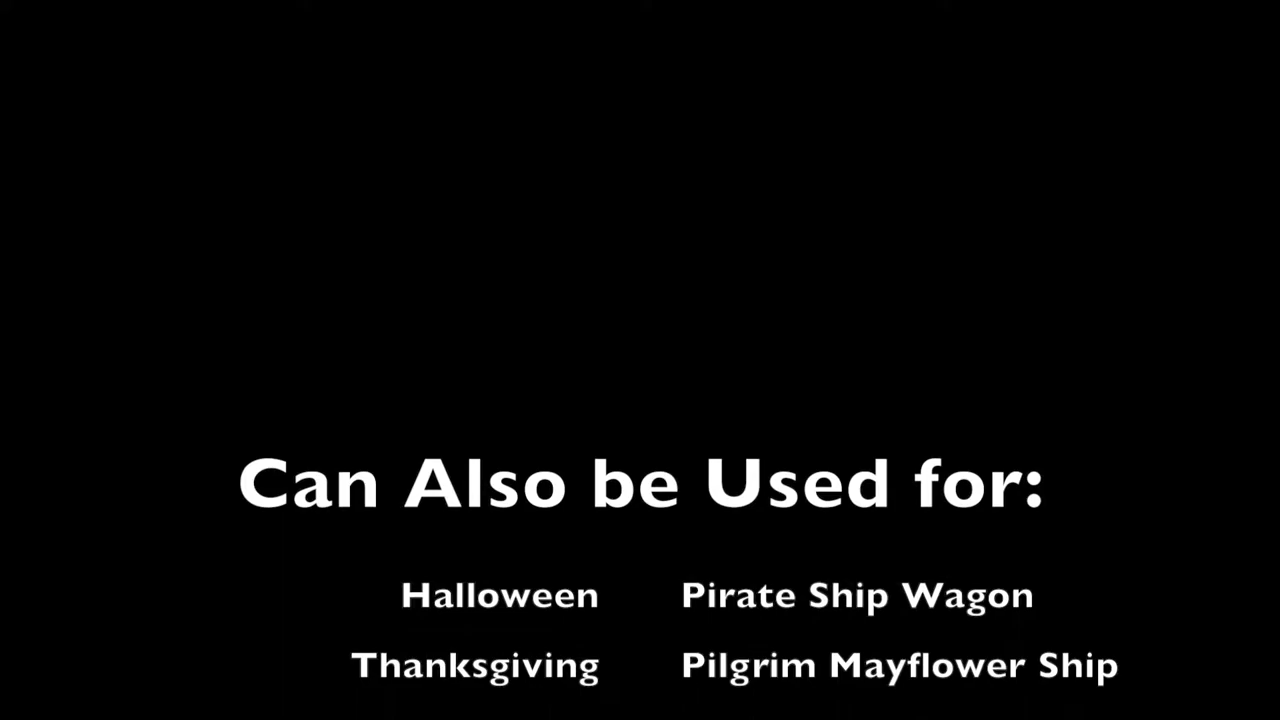 Can Also be Used for:
Halloween Pirate Ship Wagon
Thanksgiving Pilgrim Mayflower Ship